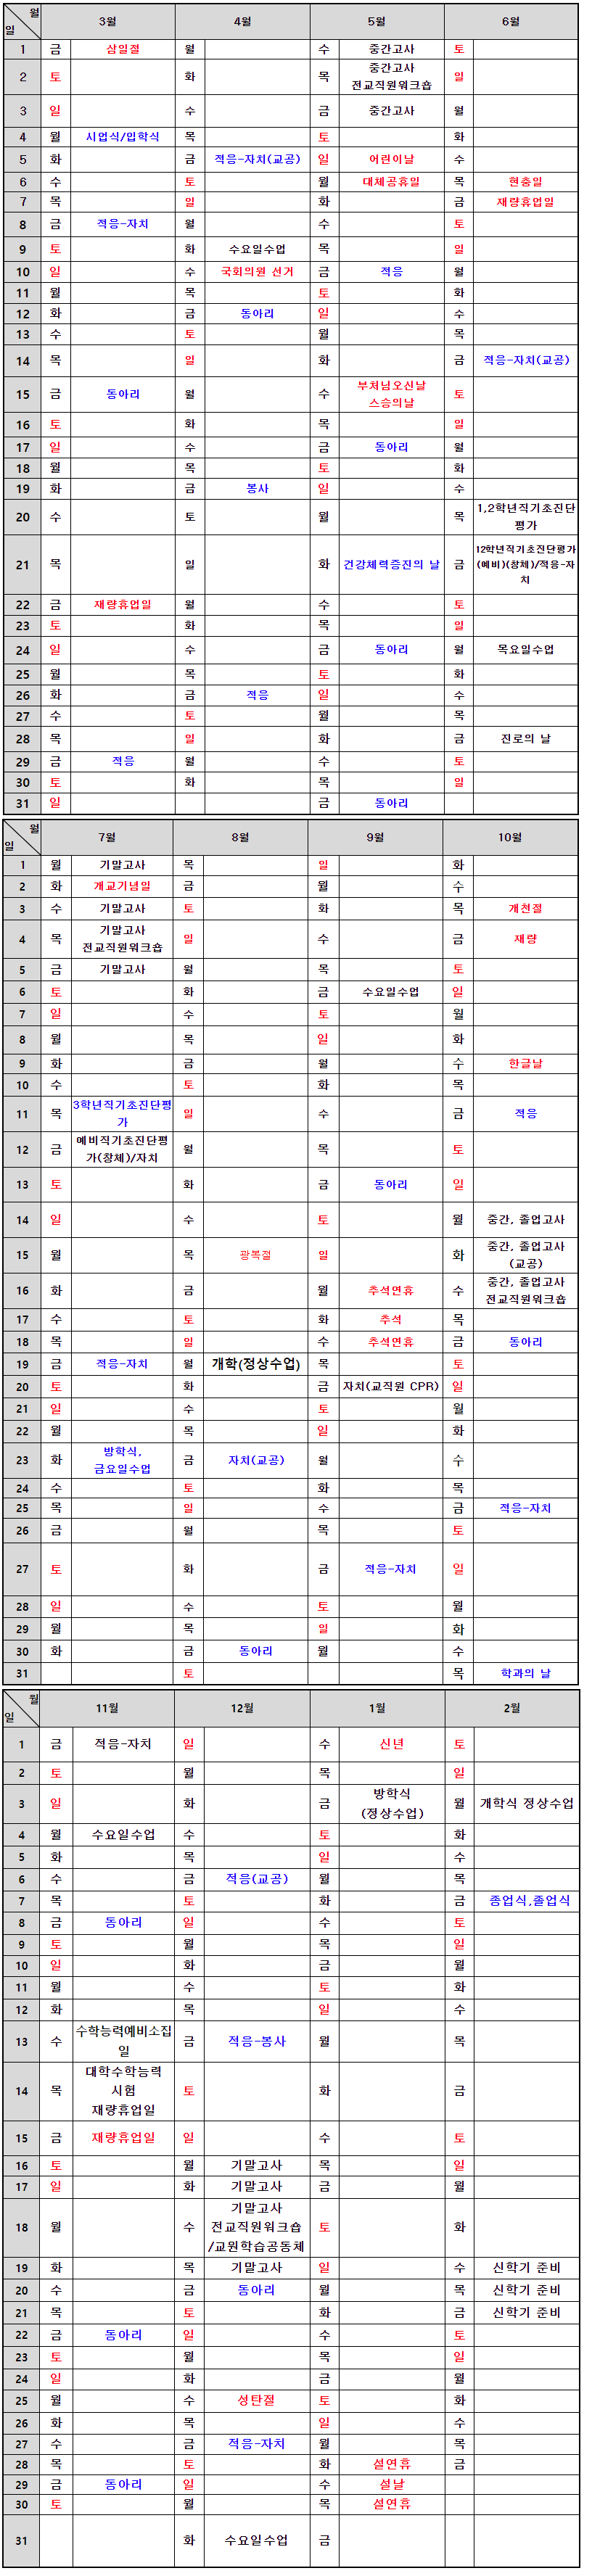 월 일 3월 4월 5월 6월
1 금 삼일절 월 수 중간고사 토
2 토 화 목 중간고사 전교직원워크숍 일
3 일 수 금 중간고사 월
4 월 시업식/입학식 목 토 화
5 화 금 적응-자치(교공) 일 어린이날 수
6 수 토 월 대체공휴일 목 현충일
7 목 일 화 금 재량휴업일
8 금 적응-자치 월 수 토
9 토 화 수요일수업 목 일
10 일 수 국회의원 선거 금 적응 월
11 월 목 토 화
12 화 금 동아리 일 수
13 수 토 월 목
14 목 일 화 금 적응-자치(교공)
15 금 동아리 월 수 부처님오신날 스승의날 토
16 토 화 목 일
17 일 수 금 동아리 월
18 월 목 토 화
19 화 금 봉사 일 수
20 수 토 월 목 1,2학년직기초진단평가
21 목 일 화 건강체력증진의 날 금 12학년직기초진단평가(예비)(창체)/적응-자치
22 금 재량휴업일 월 수 토
23 토 화 목 일
24 일 수 금 동아리 월 목요일수업
25 월 목 토 화
26 화 금 적응 일 수
27 수 토 월 목
28 목 일 화 금 진로의 날
29 금 적응 월 수 토
30 토 화 목 일
31 일 금 동아리
월 일 7월 8월 9월 10월
1 월 기말고사 목 일 화
2 화 개교기념일 금 월 수
3 수 기말고사 토 화 목 개천절
4 목 기말고사 전교직원워크숍 일 수 금 재량
5 금 기말고사 월 목 토
6 토 화 금 수요일수업 일
7 일 수 토 월
8 월 목 일 화
9 화 금 월 수 한글날
10 수 토 화 목
11 목 3학년직기초진단평가 일 수 금 적응
12 금 예비직기초진단평가(창체)/자치 월 목 토
13 토 화 금 동아리 일
14 일 수 토 월 중간, 졸업고사
15 월 목 광복절 일 화 중간, 졸업고사 (교공)
16 화 금 월 추석연휴 수 중간, 졸업고사 전교직원워크숍
17 수 토 화 추석 목
18 목 일 수 추석연휴 금 동아리
19 금 적응-자치 월 개학(정상수업) 목 토
20 토 화 금 자치(교직원 CPR) 일
21 일 수 토 월
22 월 목 일 화
23 화 방학식, 금요일수업 금 자치(교공) 월 수
24 수 토 화 목
25 목 일 수 금 적응-자치
26 금 월 목 토
27 토 화 금 적응-자치 일
28 일 수 토 월
29 월 목 일 화
30 화 금 동아리 월 수
31 토 목 학과의 날
월 일 11월 12월 1월 2월
1 금 적응-자치 일 수 신년 토
2 토 월 목 일
3 일 화 금 방학식 (정상수업) 월 개학식 정상수업
4 월 수요일수업 수 토 화
5 화 목 일 수
6 수 금 적응(교공) 월 목
7 목 토 화 금 종업식,졸업식
8 금 동아리 일 수 토
9 토 월 목 일
10 일 화 금 월
11 월 수 토 화
12 화 목 일 수
13 수 수학능력예비소집일 금 적응-봉사 월 목
14 목 대학수학능력 시험 재량휴업일 토 화 금
15 금 재량휴업일 일 수 토
16 토 월 기말고사 목 일
17 일 화 기말고사 금 월
18 월 수 기말고사 전교직원워크숍 /교원학습공동체 토 화
19 화 목 기말고사 일 수 신학기 준비
20 수 금 동아리 월 목 신학기 준비
21 목 토 화 금 신학기 준비
22 금 동아리 일 수 토
23 토 월 목 일
24 일 화 금 월
25 월 수 성탄절 토 화
26 화 목 일 수
27 수 금 적응-자치 월 목
28 목 토 화 설연휴 금
29 금 동아리 일 수 설날
30 토 월 목 설연휴
31 화 수요일수업 금